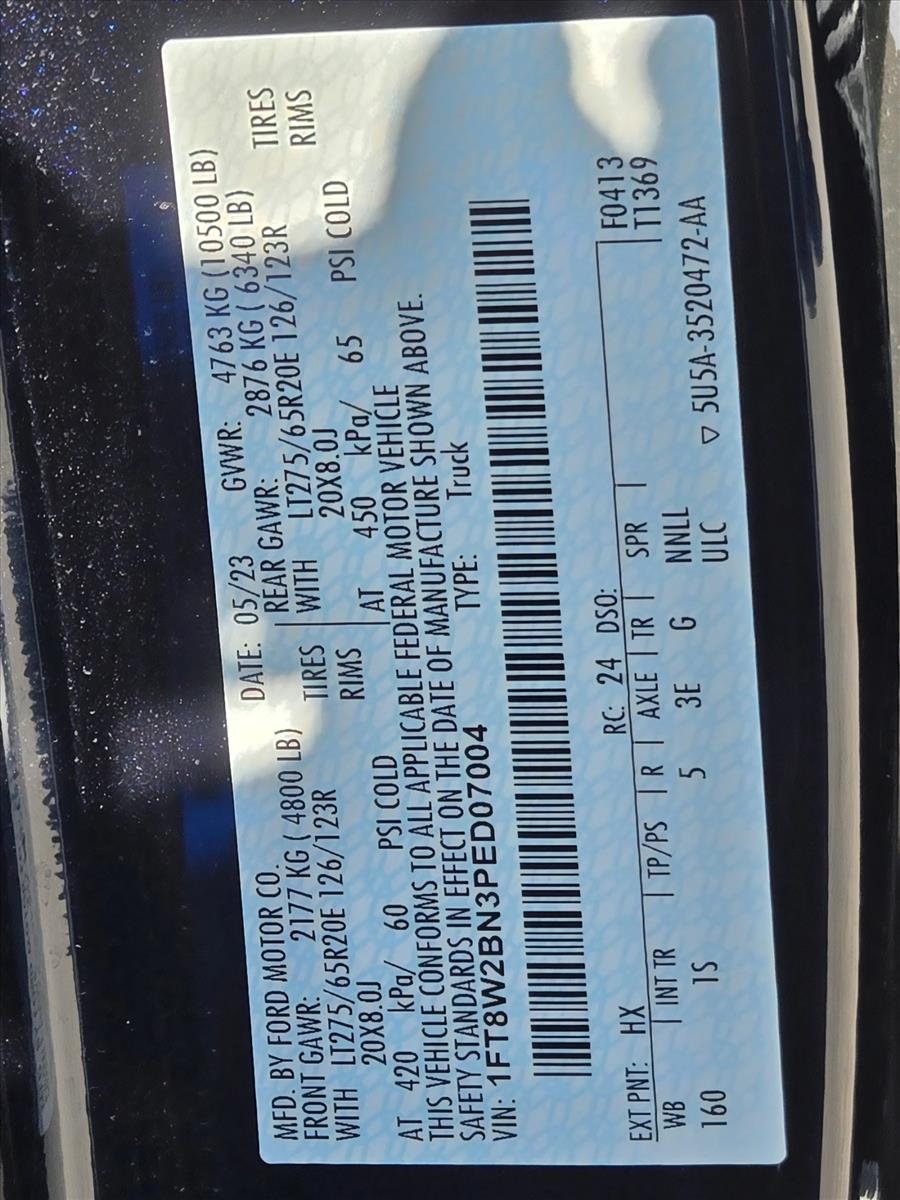 MFD. BY FORD MOTOR CO. DATE: 05/23 GVWR: 4763 KG (10500 LB)
FRONT GAWR: 2177 KG ( 4800 LB) REAR GAWR: 2876 KG ( 6340 LB)
WITH LT275/65R20E 126/123R TIRES WITH LT275/65R20E 126/123R TIRES
20X8.0J RIMS 20X8.0J RIMS
AT 420 kPa/ 60 PSI COLD AT 450 kPa/ 65 PSI COLD
THIS VEHICLE CONFORMS TO ALL APPLICABLE FEDERAL MOTOR VEHICLE
SAFETY STANDARDS IN EFFECT ON THE DATE OF MANUFACTURE SHOWN ABOVE.
VIN: 1FT8W2BN3PED07004 TYPE: Truck
EXT PNT: HX RC: 24 DSO: F0413
WB | INT TR | TP/PS | R | AXLE | TR | SPR | T1369
160 1S 5 3E G NNLL
ULC ▽ 5U5A-3520472-AA